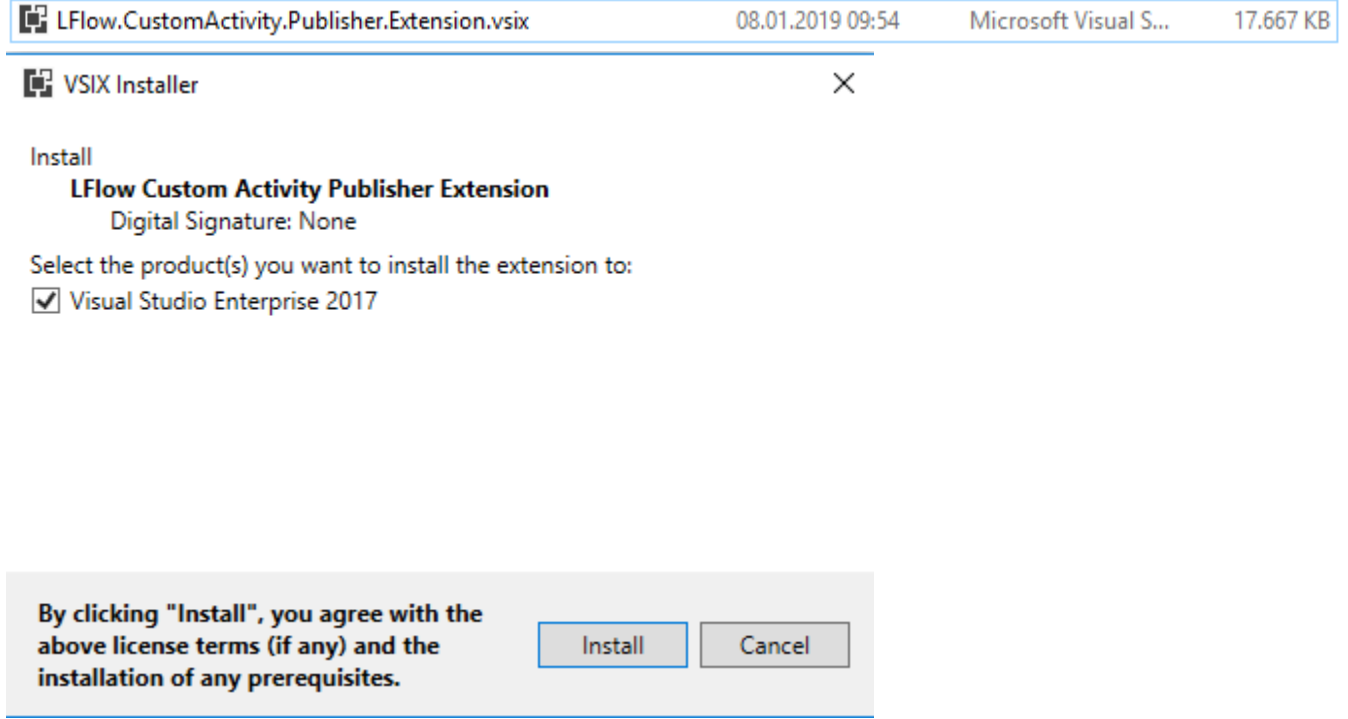 LFlow.CustomActivity.Publisher.Extension.vsix 08.01.2019 09:54 Microsoft Visual S... 17.667 KB
VSIX Installer
Install
LFlow Custom Activity Publisher Extension
Digital Signature: None
Select the product(s) you want to install the extension to:
Visual Studio Enterprise 2017
By clicking "Install", you agree with the
above license terms (if any) and the
installation of any prerequisites.
Install Cancel